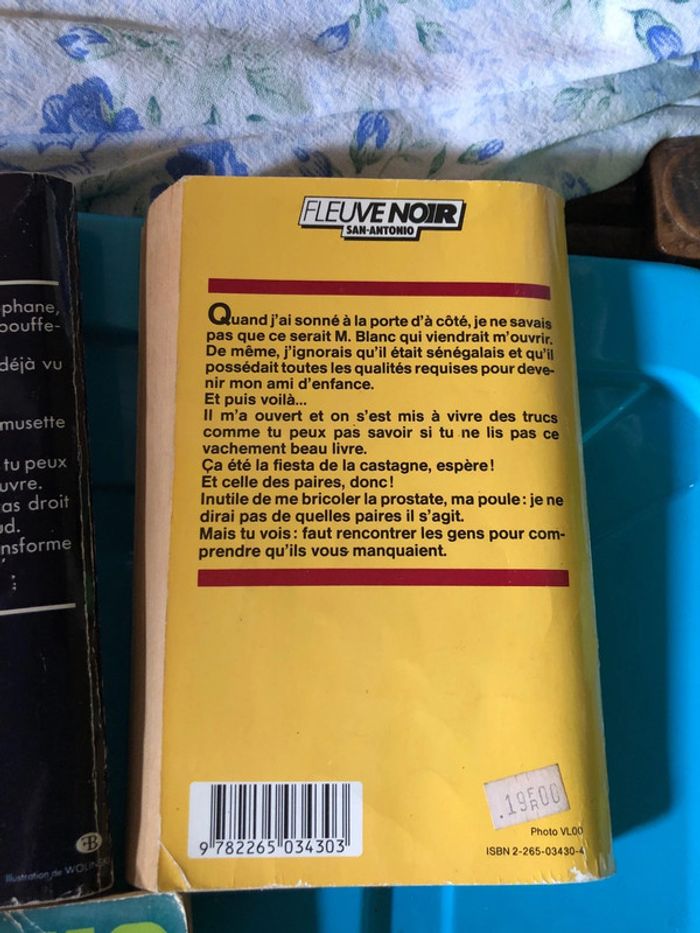 phane,
bouffe-
déjà vu
musette
tu peux
uvre.
as droit
ud.
nsforme
Illustration de WOLINSKI
FLEUVE NOIR
SAN-ANTONIO
Quand j'ai sonné à la porte d'à côté, je ne savais
pas que ce serait M. Blanc qui viendrait m'ouvrir.
De même, j'ignorais qu'il était sénégalais et qu'il
possédait toutes les qualités requises pour deve-
nir mon ami d'enfance.
Et puis voilà...
Il m'a ouvert et on s'est mis à vivre des trucs
comme tu peux pas savoir si tu ne lis pas ce
vachement beau livre.
Ça été la fiesta de la castagne, espère !
Et celle des paires, donc !
Inutile de me bricoler la prostate, ma poule : je ne
dirai pas de quelles paires il s'agit.
Mais tu vois : faut rencontrer les gens pour com-
prendre qu'ils vous manquaient.
19 FR 00
9 782265 034303
Photo VLOO
ISBN 2-265-03430-4